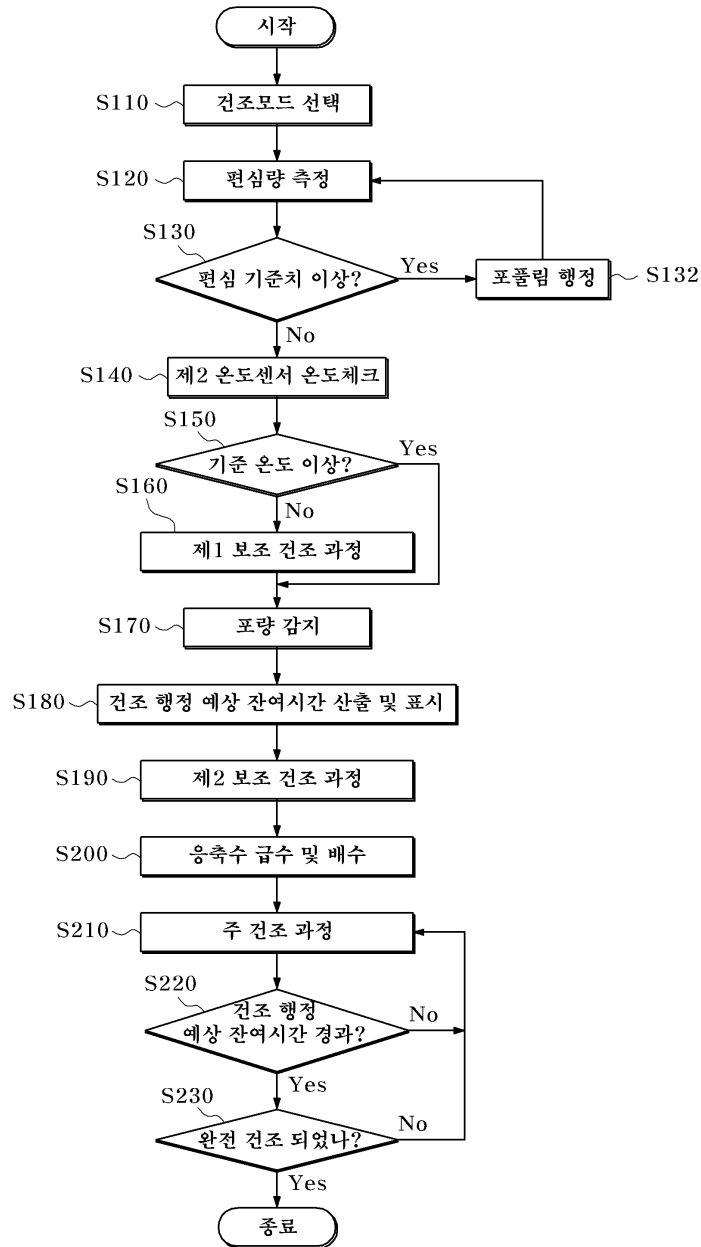 시작
S110
건조모드 선택
S120
편심량 측정
S130
편심 기준치 이상?
Yes
포풀림 행정
S132
No
S140
제2 온도센서 온도체크
S150
기준 온도 이상?
Yes
No
S160
제1 보조 건조 과정
S170
포량 감지
S180
건조 행정 예상 잔여시간 산출 및 표시
S190
제2 보조 건조 과정
S200
응축수 급수 및 배수
S210
주 건조 과정
S220
건조 행정
예상 잔여시간 경과?
No
Yes
S230
완전 건조 되었나?
No
Yes
종료